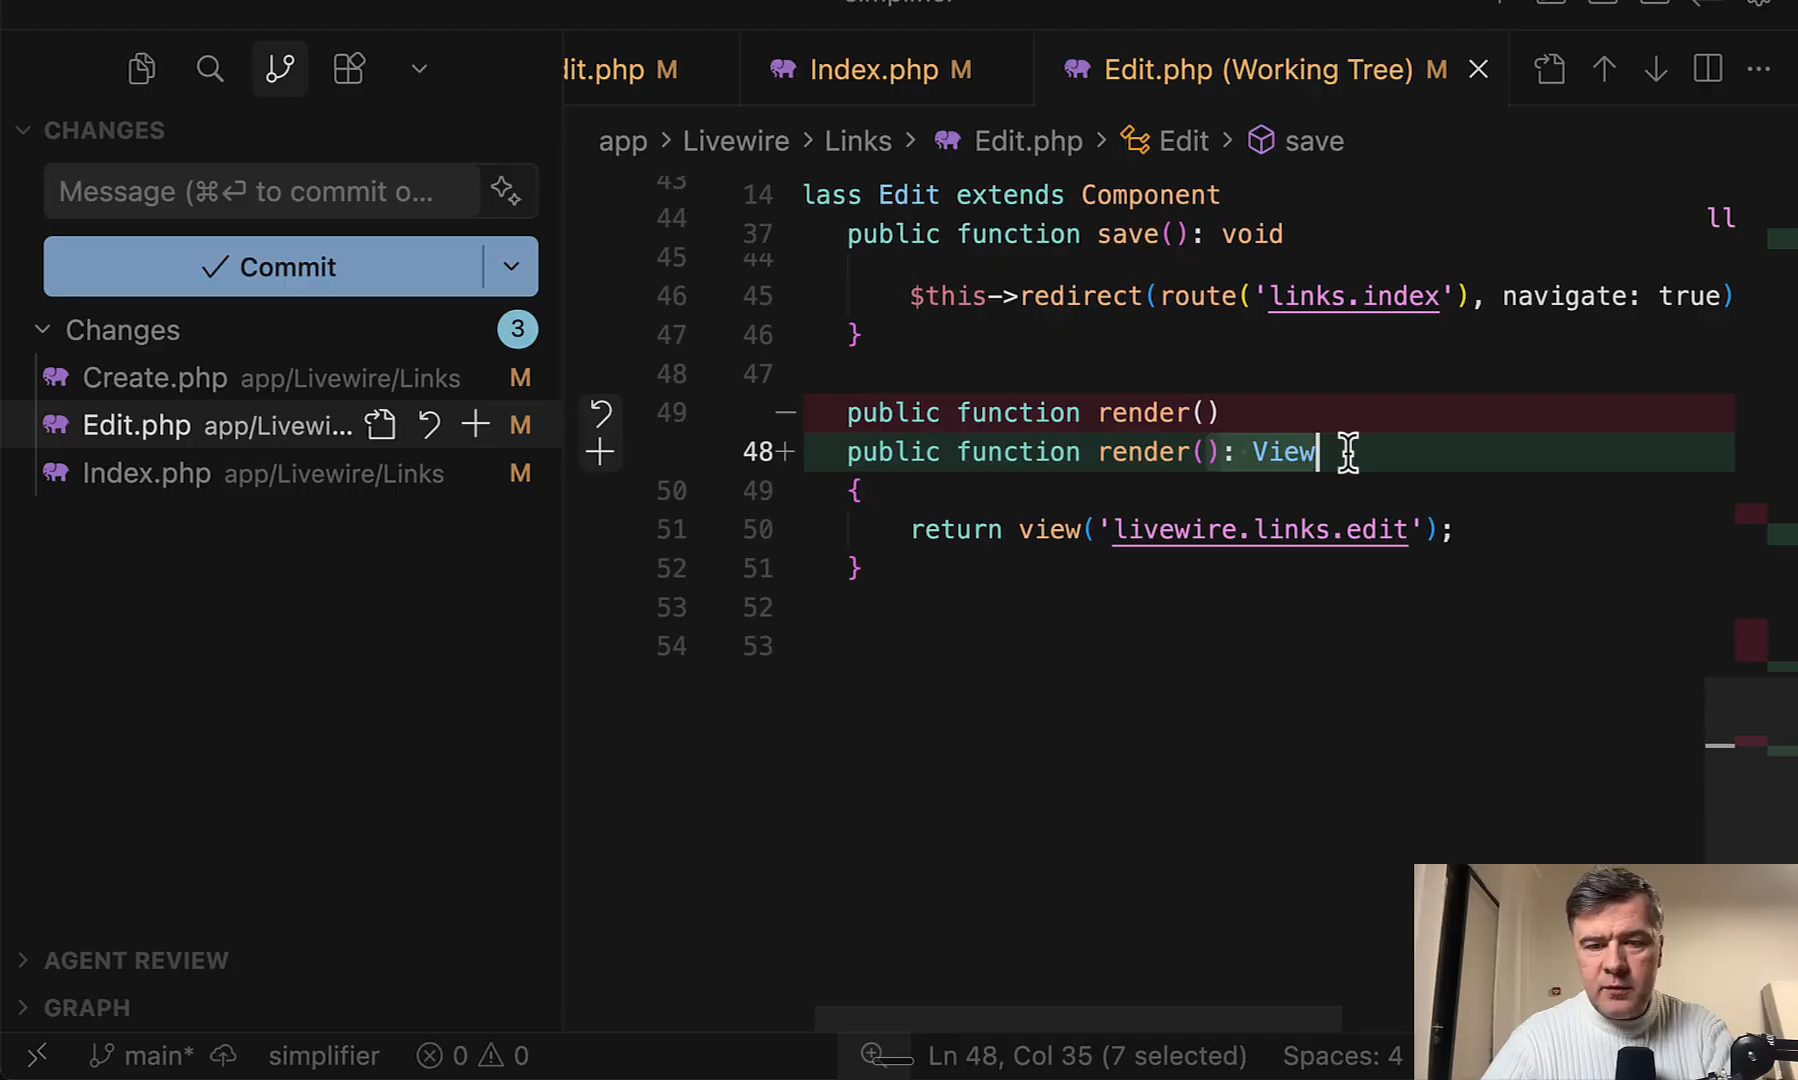 dit.php M
Index.php M
Edit.php (Working Tree) M
CHANGES
app > Livewire > Links > Edit.php > Edit > save
Message (⌘⏎ to commit o...
Commit
Changes 3
Create.php app/Livewire/Links M
Edit.php app/Livewi... M
Index.php app/Livewire/Links M
43 14 lass Edit extends Component
ll
44 37 public function save(): void
45 44
46 45 $this->redirect(route('links.index'), navigate: true)
47 46 }
48 47
49 — public function render()
48+ public function render(): View
50 49 {
51 50 return view('livewire.links.edit');
52 51 }
53 52
54 53
AGENT REVIEW
GRAPH
main* simplifier 0 0 Ln 48, Col 35 (7 selected) Spaces: 4